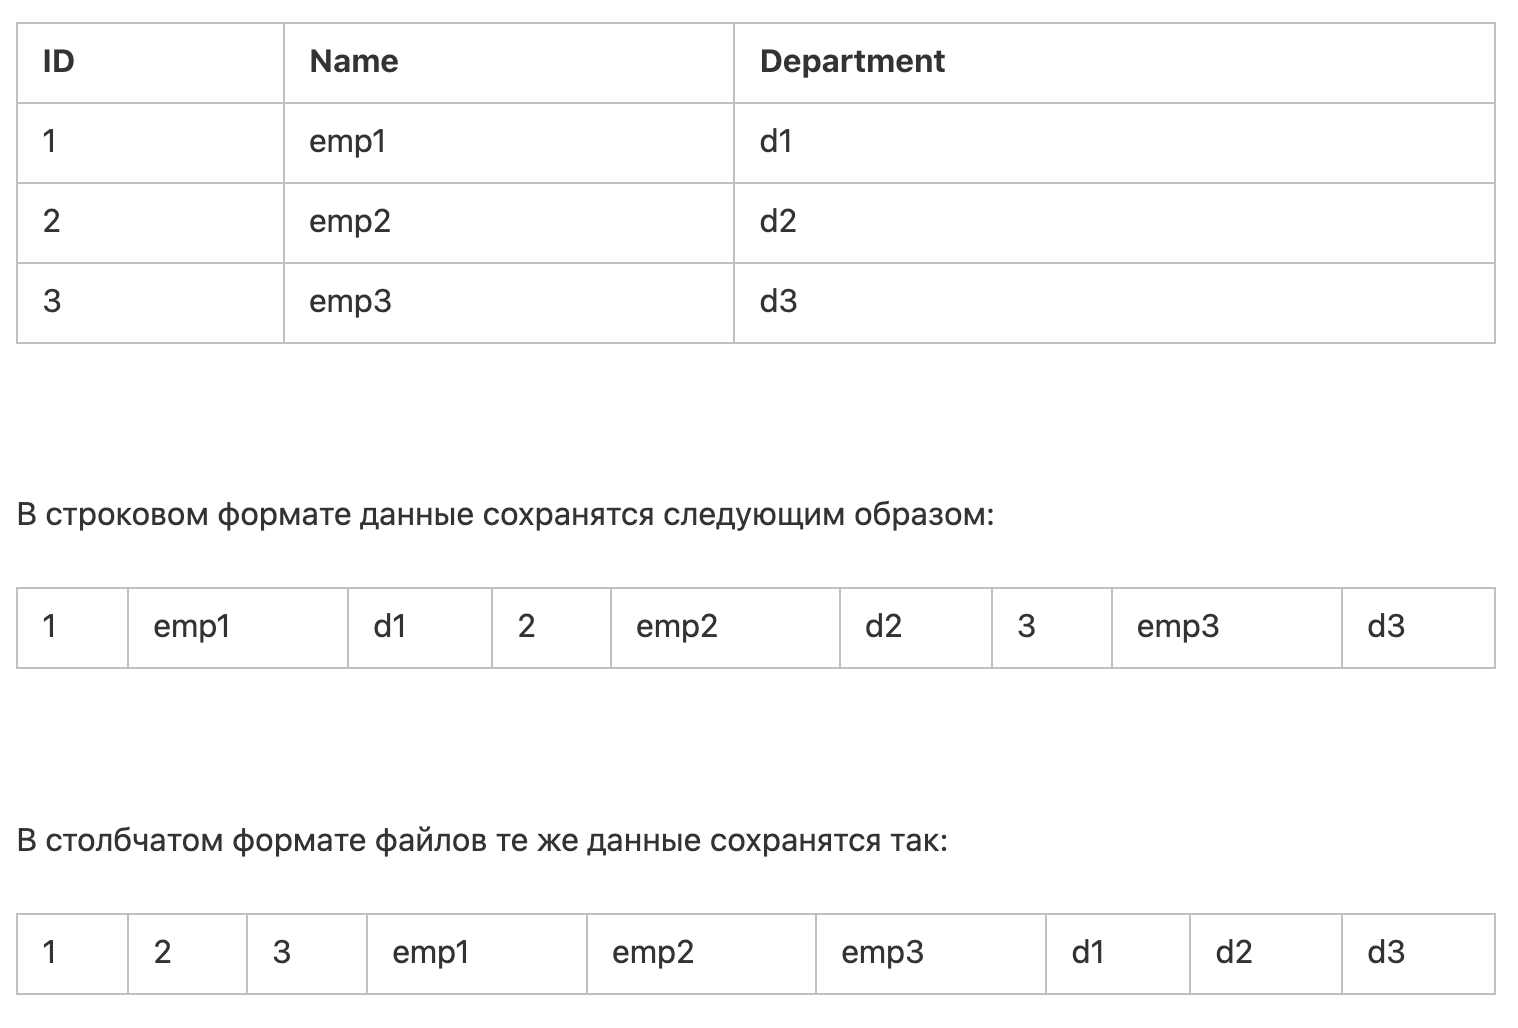 ID Name Department
1 emp1 d1
2 emp2 d2
3 emp3 d3
В строковом формате данные сохранятся следующим образом:
1 emp1 d1 2 emp2 d2 3 emp3 d3
В столбчатом формате файлов те же данные сохранятся так:
1 2 3 emp1 emp2 emp3 d1 d2 d3